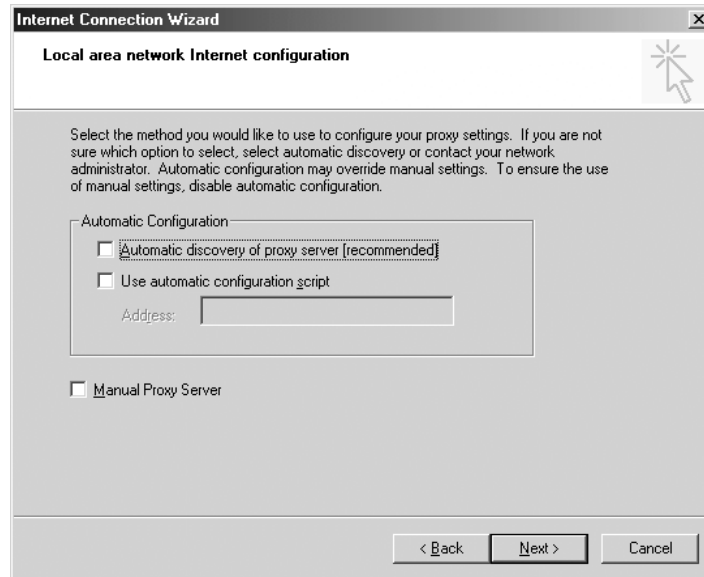 Internet Connection Wizard
Local area network Internet configuration
Select the method you would like to use to configure your proxy settings. If you are not
sure which option to select, select automatic discovery or contact your network
administrator. Automatic configuration may override manual settings. To ensure the use
of manual settings, disable automatic configuration.
Automatic Configuration
Automatic discovery of proxy server [recommended]
Use automatic configuration script
Address:
Manual Proxy Server
< Back
Next >
Cancel